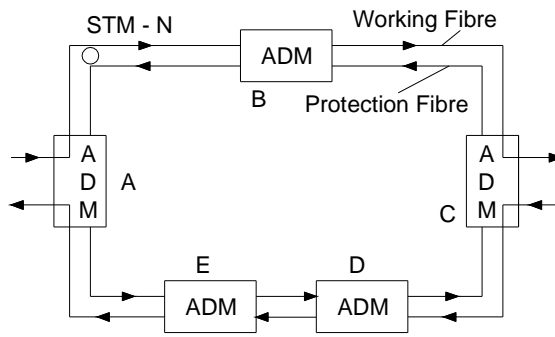 STM - N
Working Fibre
ADM
B
Protection Fibre
A
D
M
A
A
D
M
C
E
D
ADM
ADM